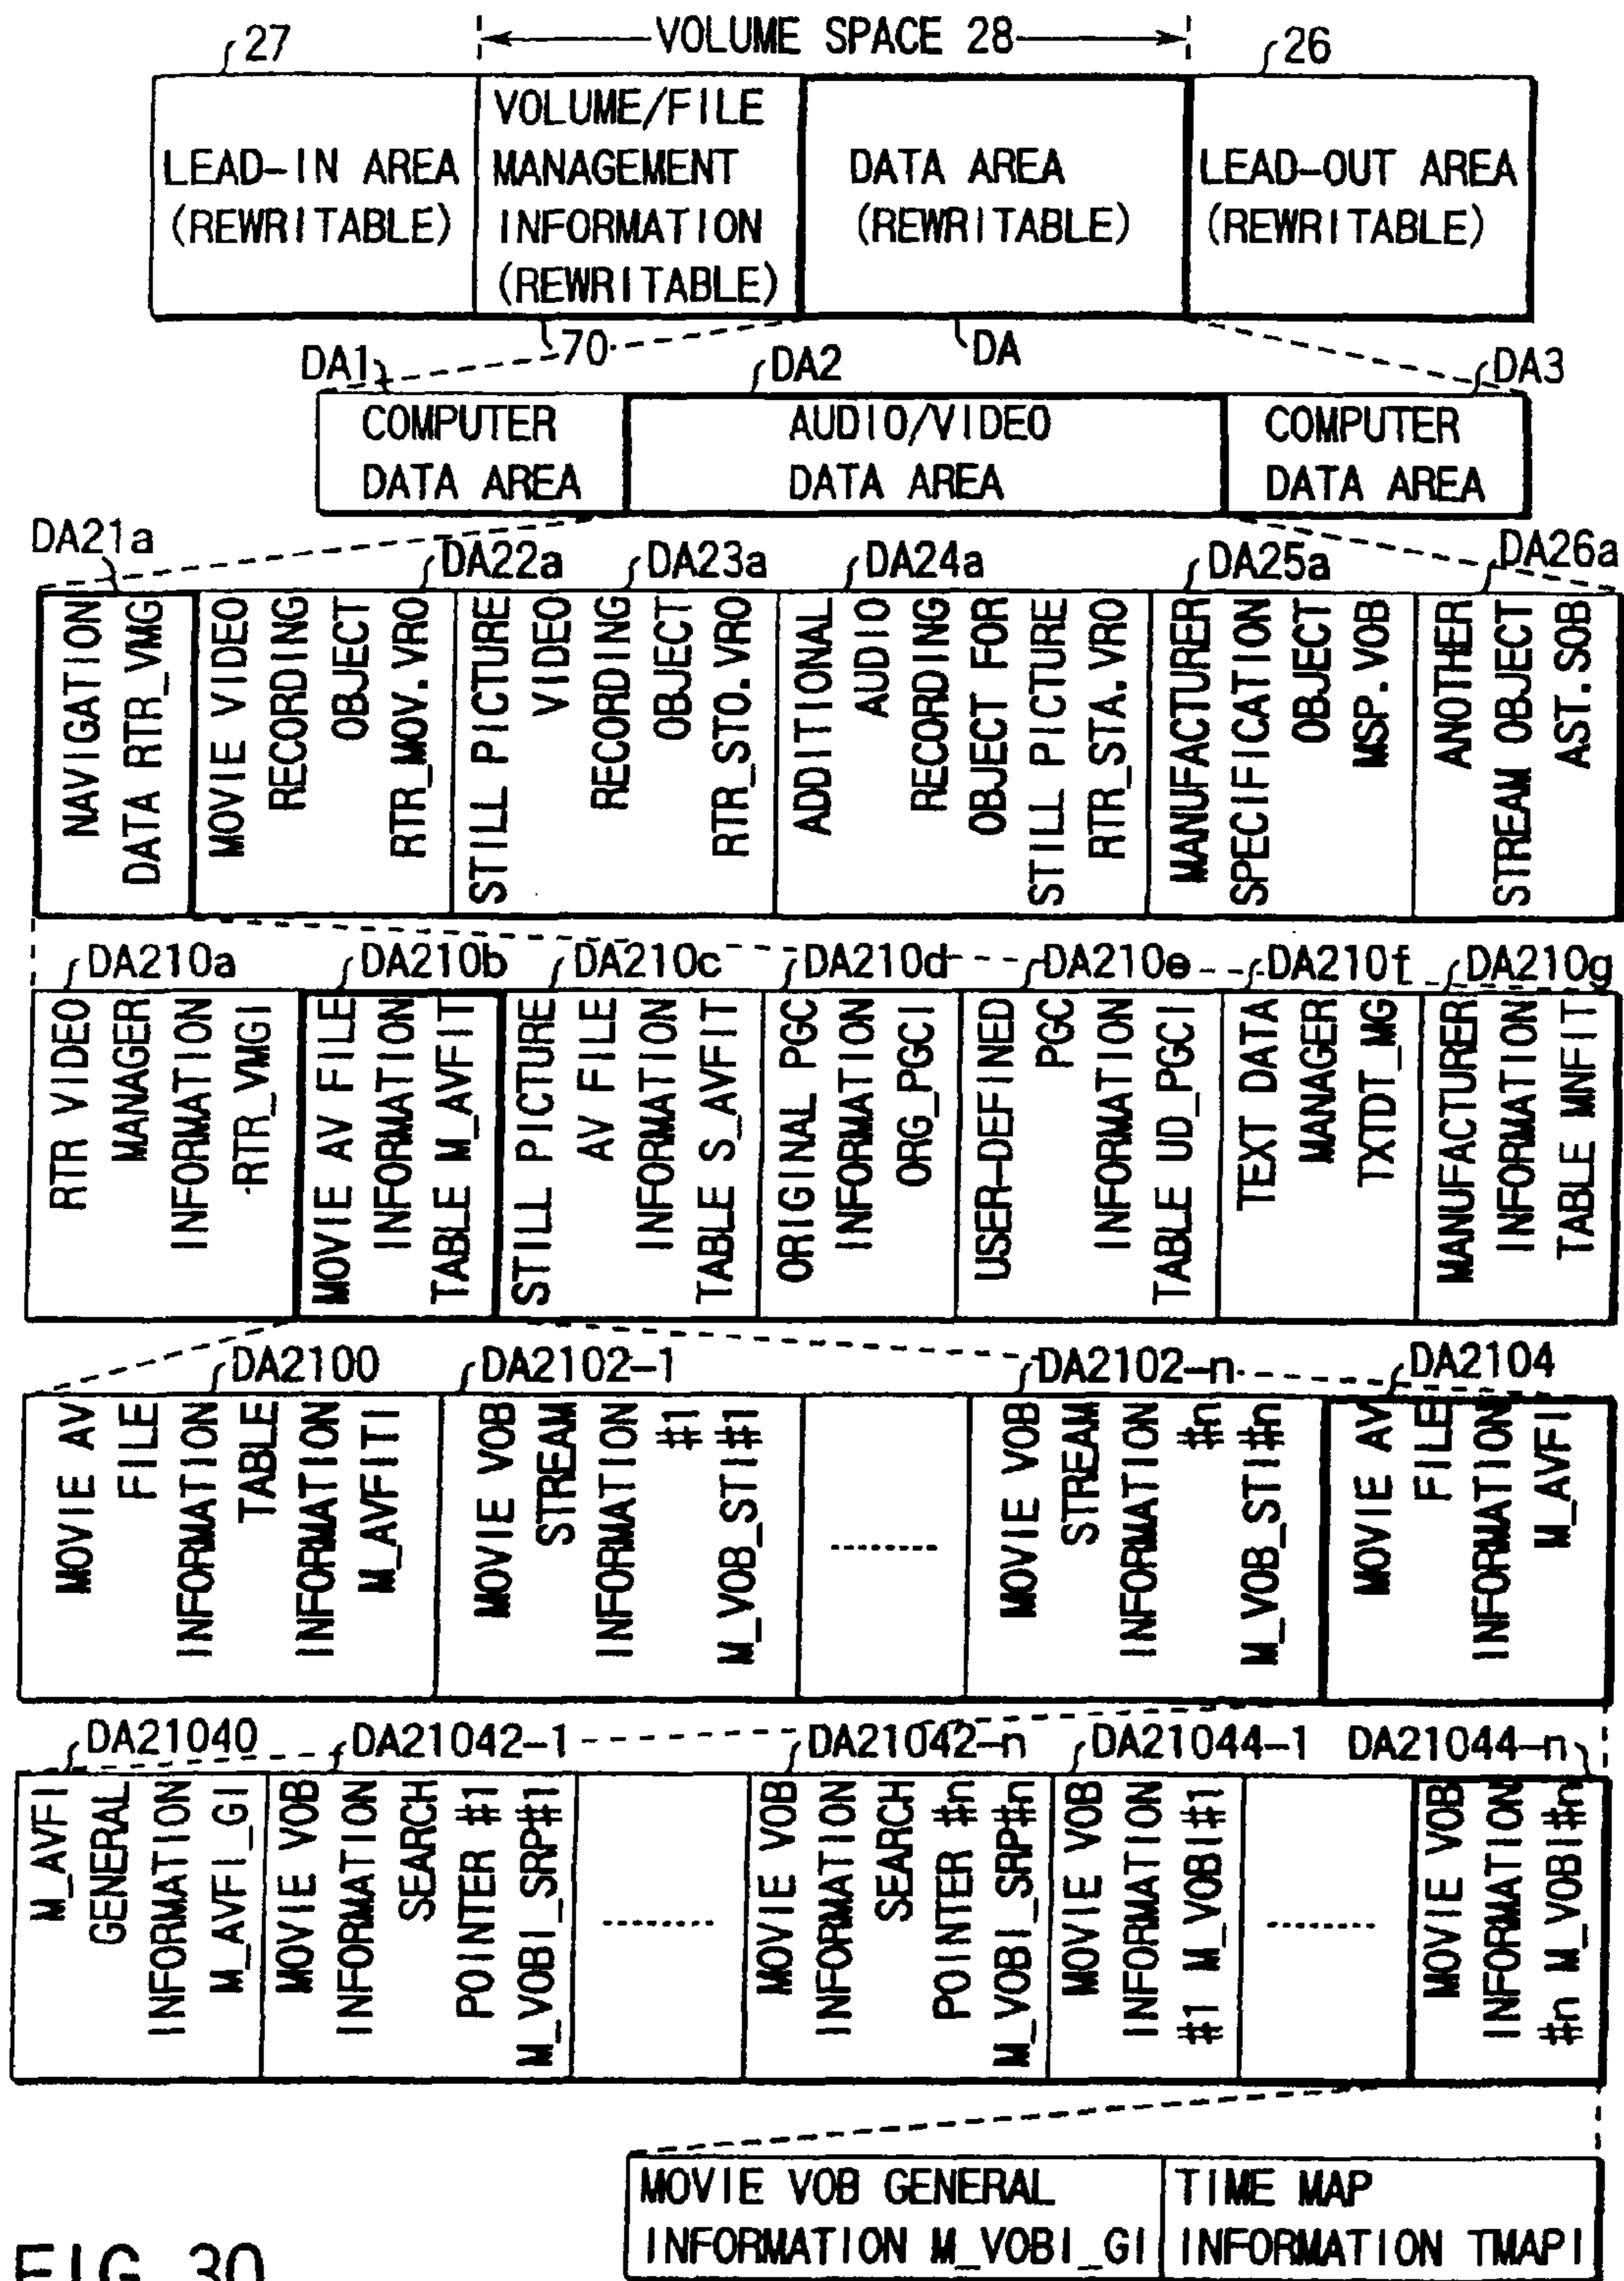 27
VOLUME SPACE 28
26
LEAD-IN AREA
(REWRITABLE)
VOLUME/FILE
MANAGEMENT
INFORMATION
(REWRITABLE)
DATA AREA
(REWRITABLE)
LEAD-OUT AREA
(REWRITABLE)
70
DA
DA1
DA2
DA3
COMPUTER
DATA AREA
AUDIO/VIDEO
DATA AREA
COMPUTER
DATA AREA
DA21a
DA22a
DA23a
DA24a
DA25a
DA26a
NAVIGATION
DATA RTR_VMG
MOVIE VIDEO
RECORDING
OBJECT
RTR_MOV.VRO
STILL PICTURE
VIDEO
RECORDING
OBJECT
RTR_STO.VRO
ADDITIONAL
AUDIO
RECORDING
OBJECT FOR
STILL PICTURE
RTR_STA.VRO
MANUFACTURER
SPECIFICATION
OBJECT
MSP.VOB
ANOTHER
STREAM OBJECT
AST.SOB
DA210a
DA210b
DA210c
DA210d
DA210e
DA210f
DA210g
RTR VIDEO
MANAGER
INFORMATION
RTR_VMGI
MOVIE AV FILE
INFORMATION
TABLE M_AVFIT
STILL PICTURE
AV FILE
INFORMATION
TABLE S_AVFIT
ORIGINAL PGC
INFORMATION
ORG_PGCI
USER-DEFINED
PGC
INFORMATION
TABLE UD_PGCI
TEXT DATA
MANAGER
TXTDT_MG
MANUFACTURER
INFORMATION
TABLE MNFIT
DA2100
DA2102-1
DA2102-n
DA2104
MOVIE AV
FILE
INFORMATION
TABLE
INFORMATION
M_AVFITI
MOVIE VOB
STREAM
INFORMATION
#1
M_VOB_STI#1
MOVIE VOB
STREAM
INFORMATION
#n
M_VOB_STI#n
MOVIE AV
FILE
INFORMATION
M_AVFI
DA21040
DA21042-1
DA21042-n
DA21044-1
DA21044-n
M_AVFI
GENERAL
INFORMATION
M_AVFI_GI
MOVIE VOB
INFORMATION
SEARCH
POINTER #1
M_VOBI_SRP#1
MOVIE VOB
INFORMATION
SEARCH
POINTER #n
M_VOBI_SRP#n
MOVIE VOB
INFORMATION
#1 M_VOBI#1
MOVIE VOB
INFORMATION
#n M_VOBI#n
MOVIE VOB GENERAL
INFORMATION M_VOBI_GI
TIME MAP
INFORMATION TMAPI
FIG. 30